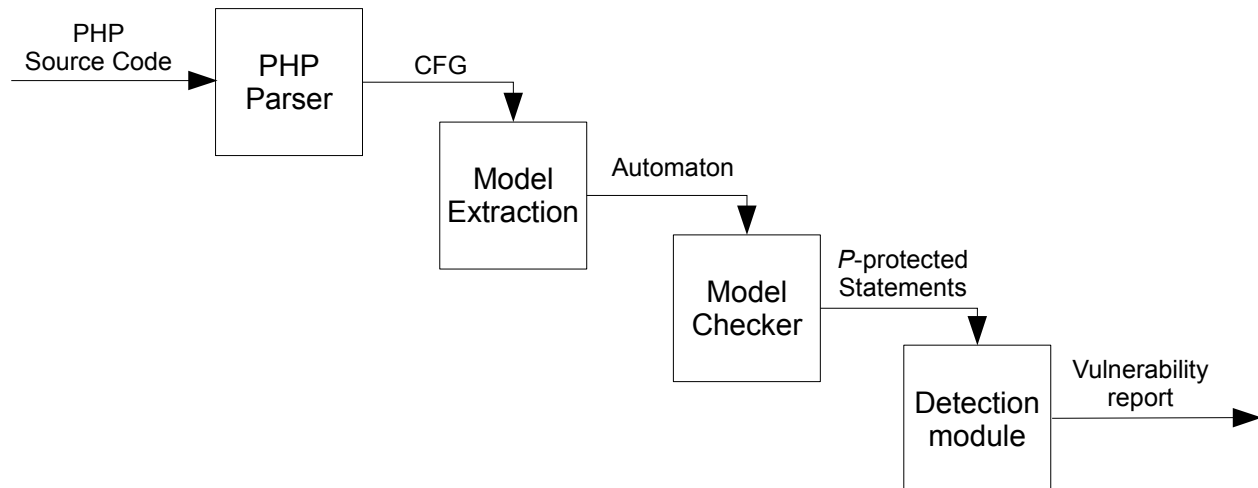 PHP
Source Code
PHP
Parser
CFG
Model
Extraction
Automaton
Model
Checker
P-protected
Statements
Detection
module
Vulnerability
report